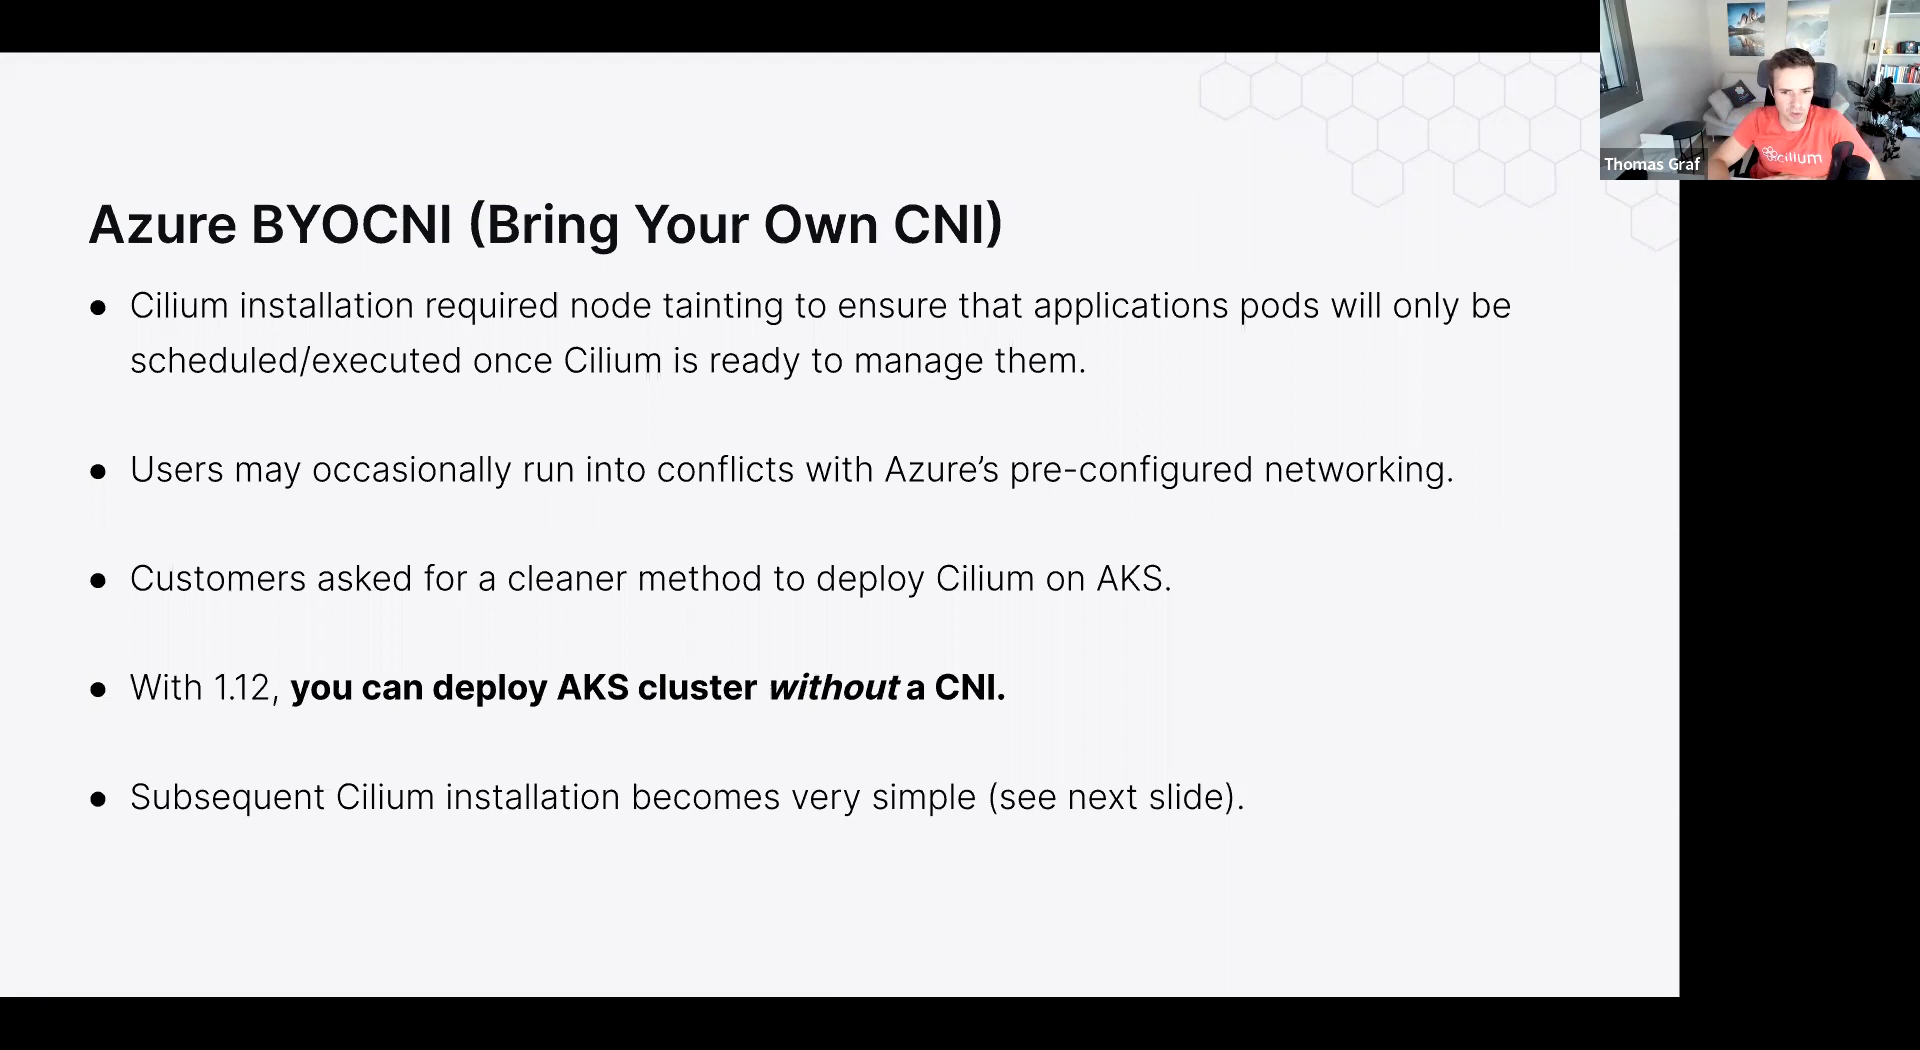 Thomas Graf
cilium
Azure BYOCNI (Bring Your Own CNI)
● Cilium installation required node tainting to ensure that applications pods will only be
scheduled/executed once Cilium is ready to manage them.
● Users may occasionally run into conflicts with Azure’s pre-configured networking.
● Customers asked for a cleaner method to deploy Cilium on AKS.
● With 1.12, you can deploy AKS cluster without a CNI.
● Subsequent Cilium installation becomes very simple (see next slide).